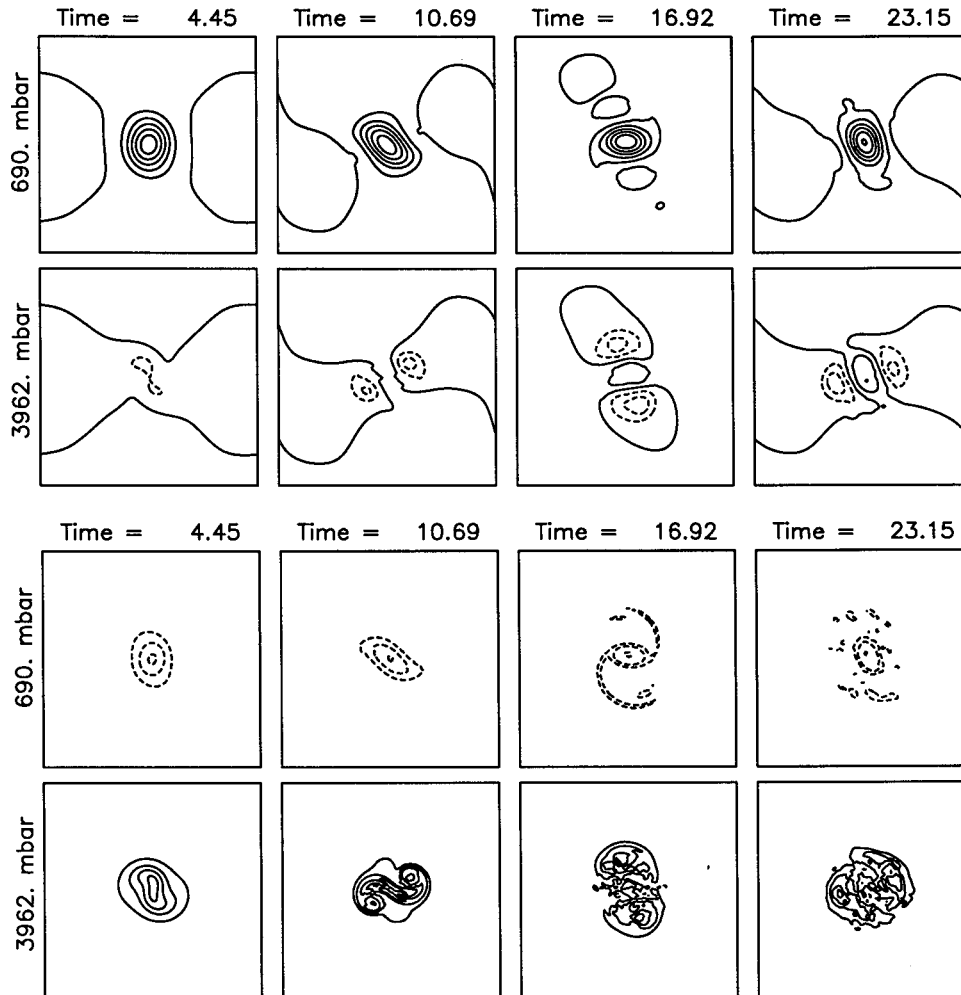 Time = 4.45 Time = 10.69 Time = 16.92 Time = 23.15
690. mbar
3962. mbar
Time = 4.45 Time = 10.69 Time = 16.92 Time = 23.15
690. mbar
3962. mbar